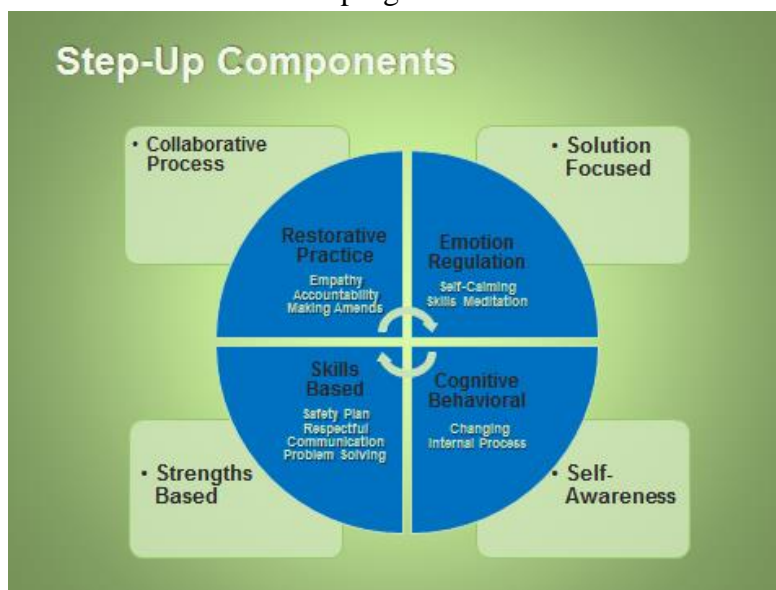 Step-Up Components
• Collaborative
Process
• Solution
Focused
Restorative
Practice
Empathy
Accountability
Making Amends
Emotion
Regulation
Self-Calming
Skills Meditation
Skills
Based
Safety Plan
Respectful
Communication
Problem Solving
Cognitive
Behavioral
Changing
Internal Process
• Strengths
Based
• Self-
Awareness